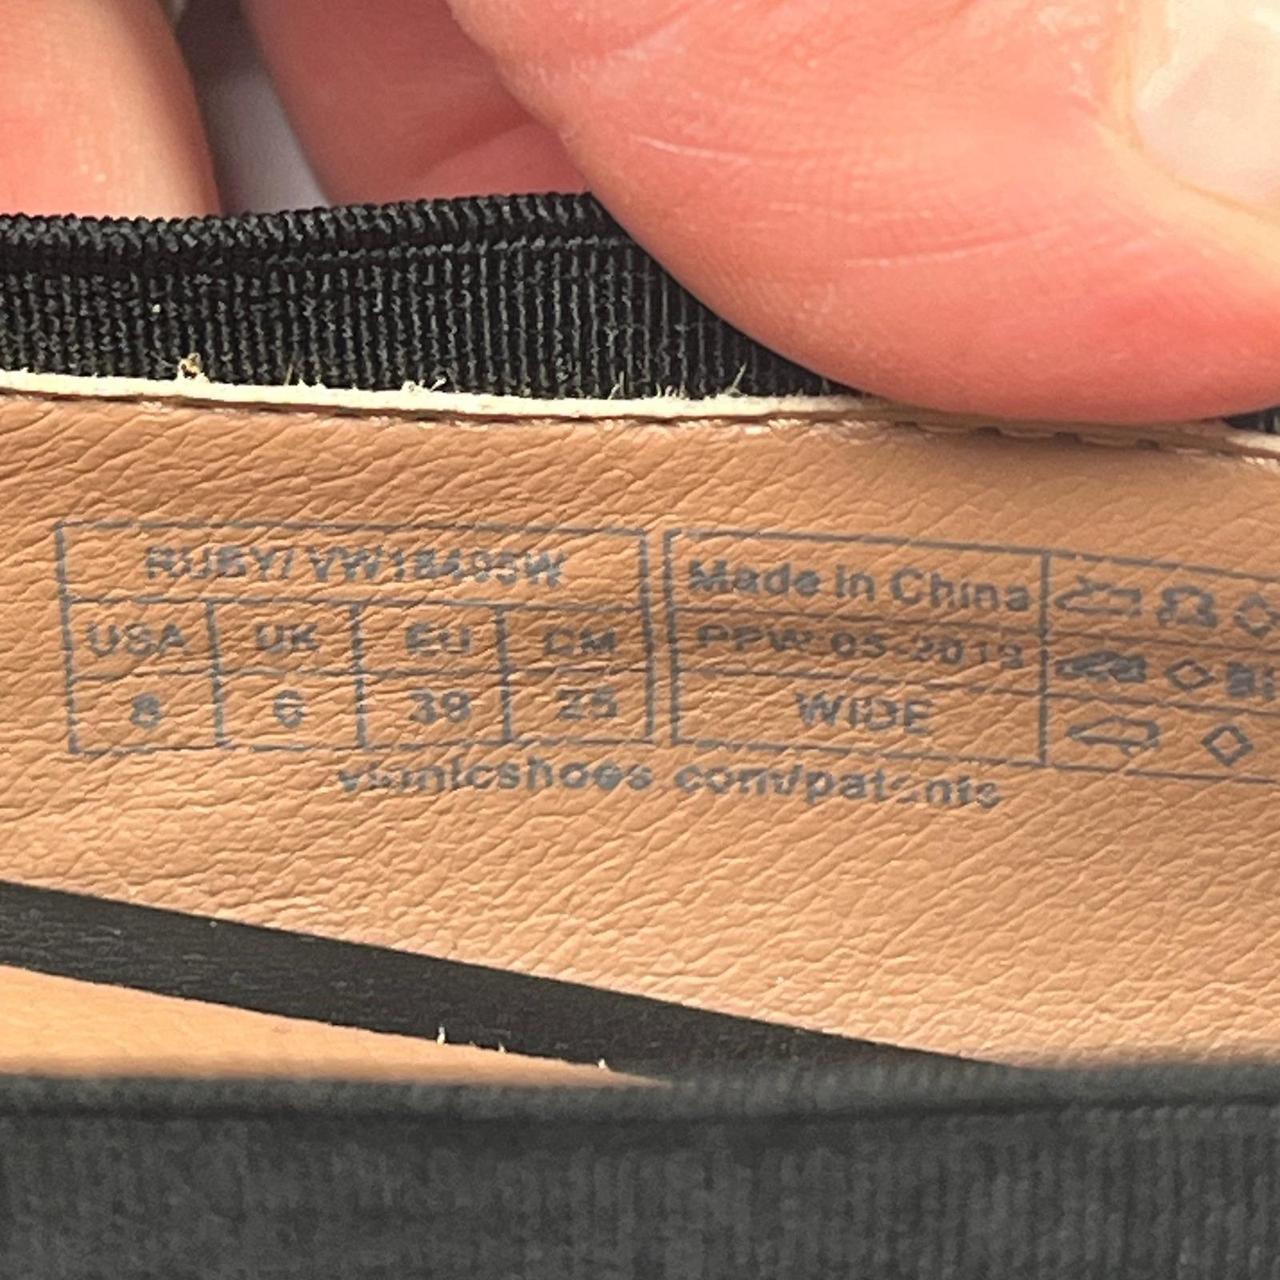 RUBY/ VW18495W
USA UK EU CM
8 6 39 25
Made in China
PPW 05-2019
WIDE
vionicshoes.com/patents